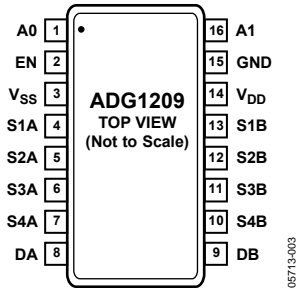 A0 1 16 A1
EN 2 15 GND
VSS 3 ADG1209 14 VDD
S1A 4 TOP VIEW 13 S1B
S2A 5 (Not to Scale) 12 S2B
S3A 6 11 S3B
S4A 7 10 S4B
DA 8 9 DB
05713-003